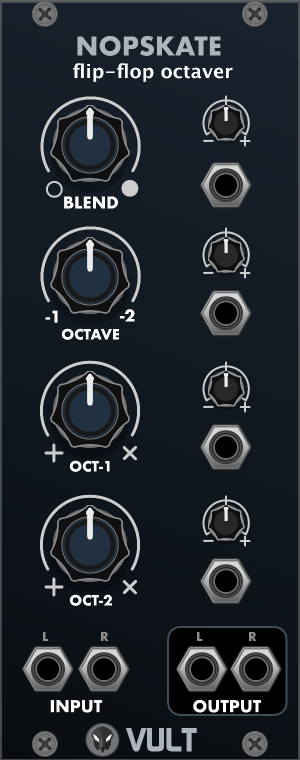 NOPSKATE
flip-flop octaver
- +
BLEND
- +
-1 -2
OCTAVE
- +
+ ×
OCT-1
- +
+ ×
OCT-2
L R L R
INPUT OUTPUT
VULT